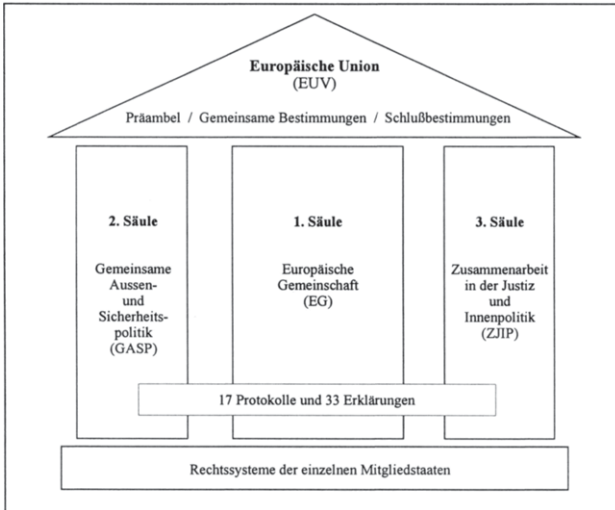 Europäische Union
(EUV)
Präambel / Gemeinsame Bestimmungen / Schlußbestimmungen
2. Säule
Gemeinsame
Aussen-
und
Sicherheits-
politik
(GASP)
1. Säule
Europäische
Gemeinschaft
(EG)
3. Säule
Zusammenarbeit
in der Justiz
und
Innenpolitik
(ZJIP)
17 Protokolle und 33 Erklärungen
Rechtssysteme der einzelnen Mitgliedstaaten